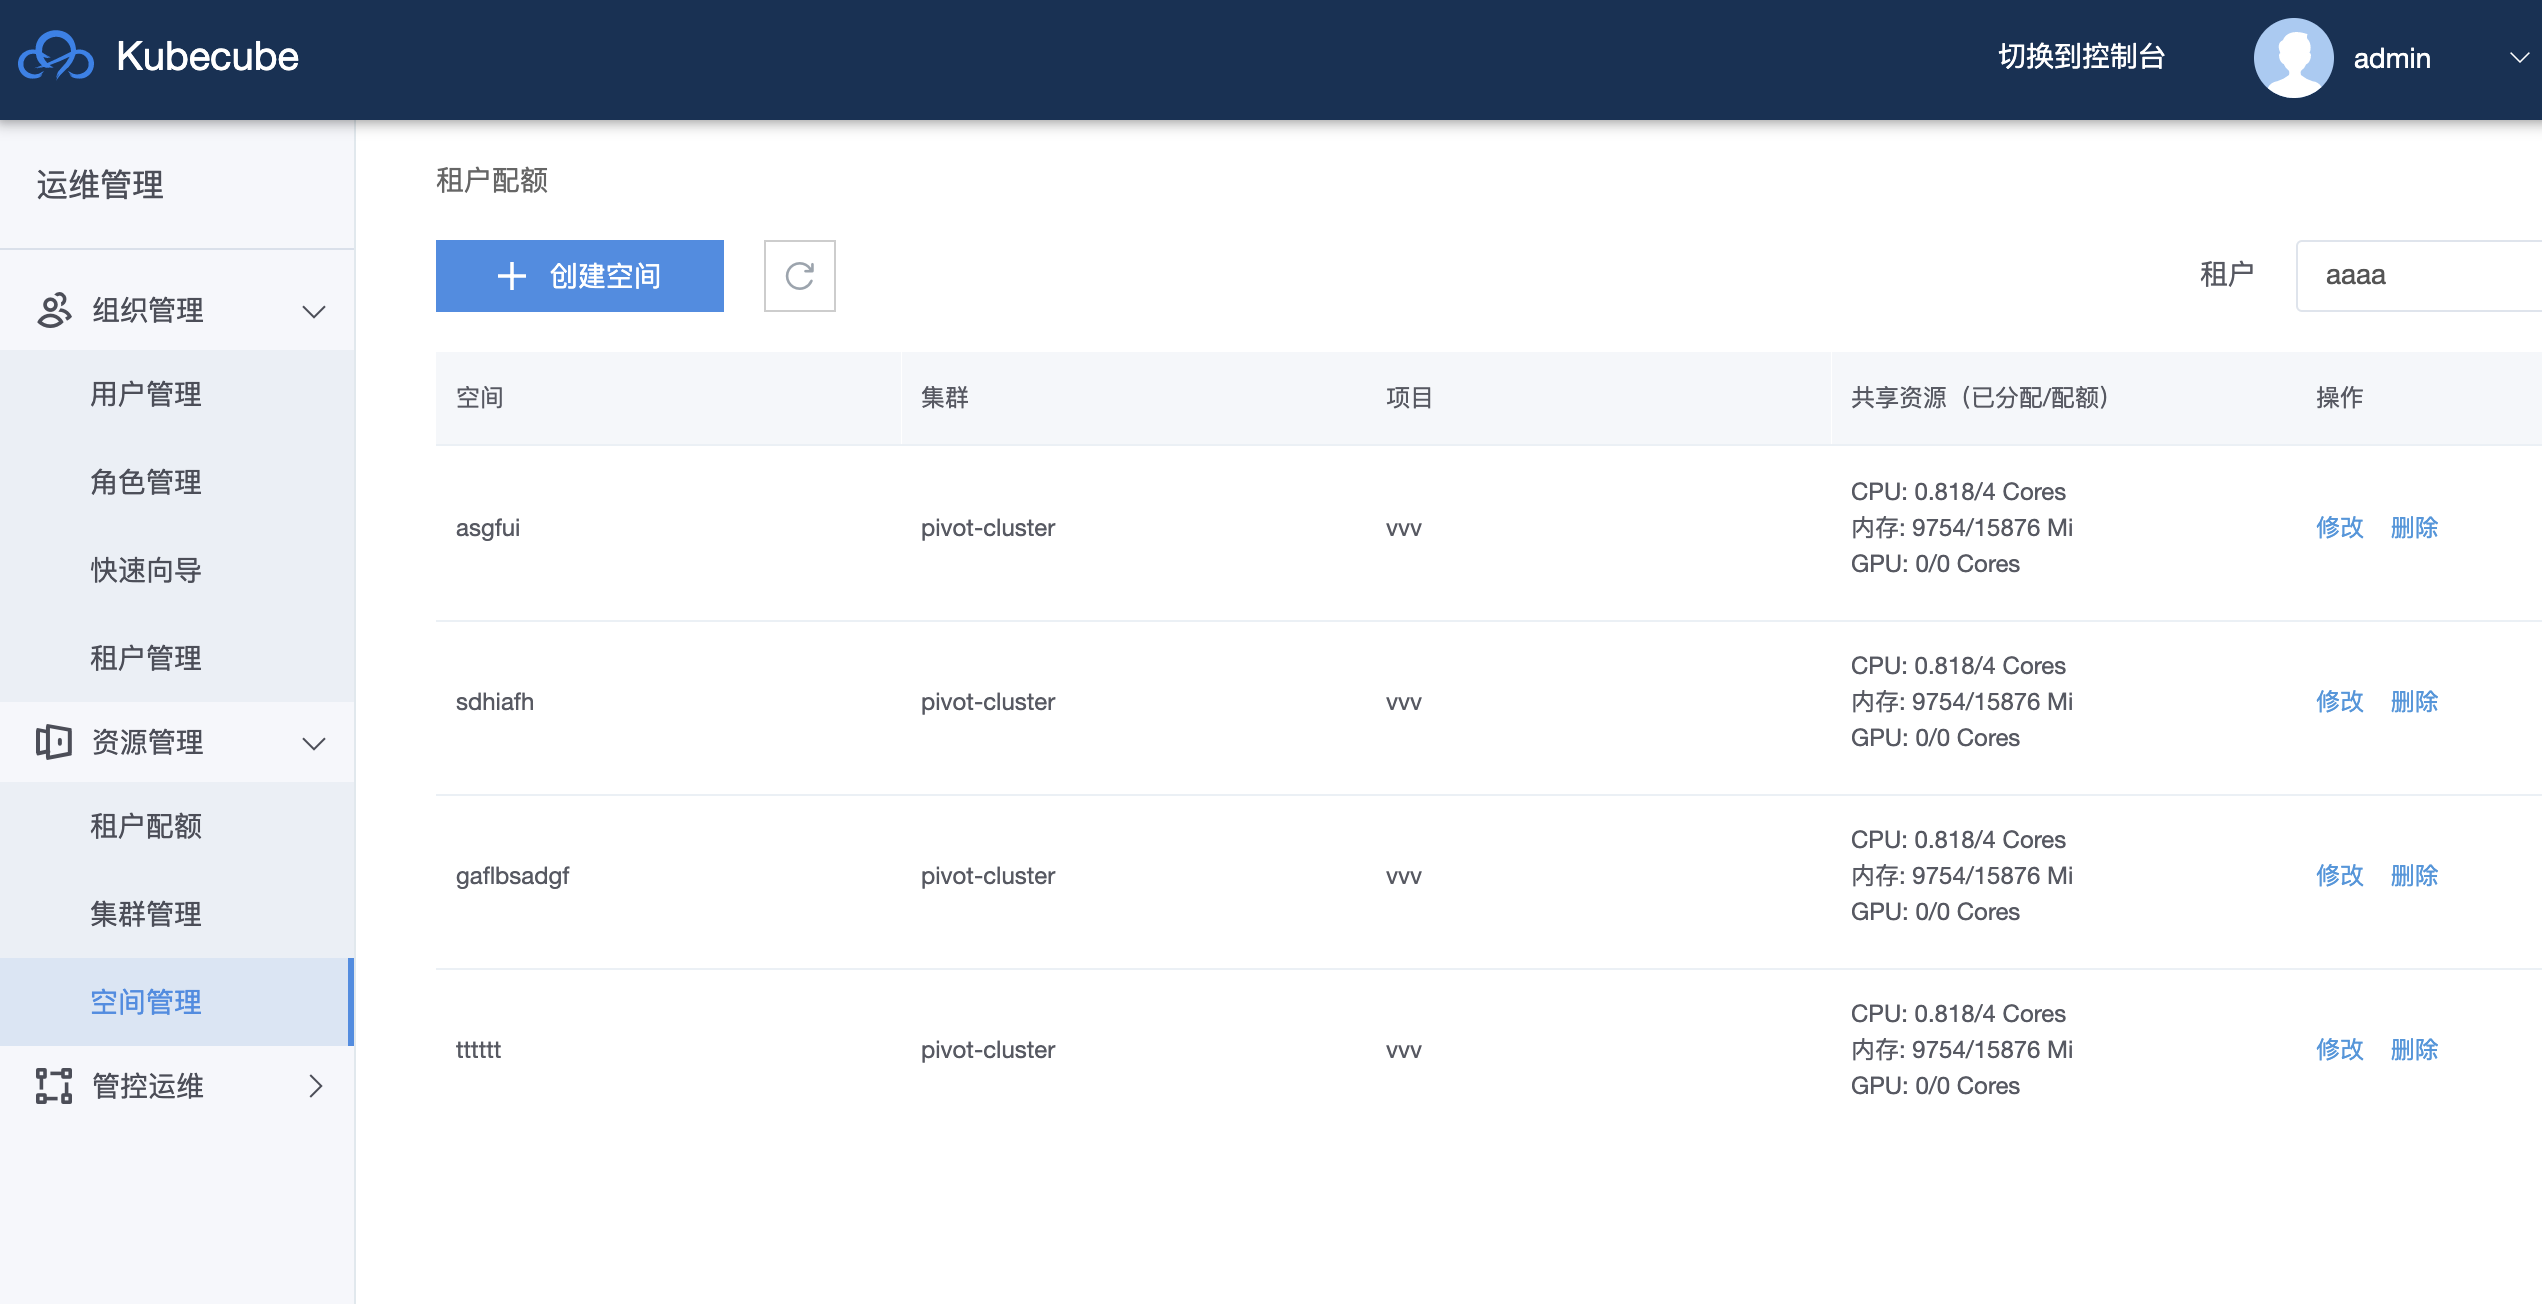 Kubecube
切换到控制台
admin
运维管理
组织管理
用户管理
角色管理
快速向导
租户管理
资源管理
租户配额
集群管理
空间管理
管控运维
租户配额
创建空间
租户
aaaa
空间 集群 项目 共享资源（已分配/配额） 操作
asgfui pivot-cluster vvv
CPU: 0.818/4 Cores
内存: 9754/15876 Mi
GPU: 0/0 Cores
修改 删除
sdhiafh pivot-cluster vvv
CPU: 0.818/4 Cores
内存: 9754/15876 Mi
GPU: 0/0 Cores
修改 删除
gaflbsadgf pivot-cluster vvv
CPU: 0.818/4 Cores
内存: 9754/15876 Mi
GPU: 0/0 Cores
修改 删除
tttttt pivot-cluster vvv
CPU: 0.818/4 Cores
内存: 9754/15876 Mi
GPU: 0/0 Cores
修改 删除